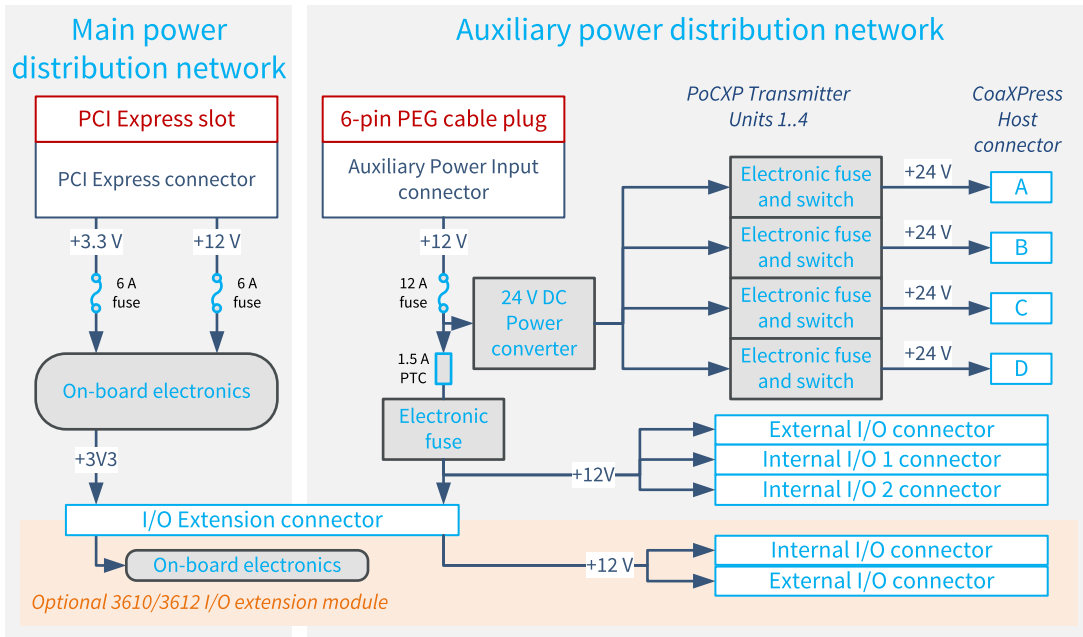 Main power
distribution network
PCI Express slot
PCI Express connector
+3.3 V
+12 V
6 A
fuse
6 A
fuse
On-board electronics
+3V3
I/O Extension connector
On-board electronics
Optional 3610/3612 I/O extension module
Auxiliary power distribution network
6-pin PEG cable plug
Auxiliary Power Input
connector
+12 V
12 A
fuse
24 V DC
Power
converter
1.5 A
PTC
Electronic
fuse
PoCXP Transmitter
Units 1..4
CoaXPress
Host
connector
Electronic fuse
and switch
+24 V
A
Electronic fuse
and switch
+24 V
B
Electronic fuse
and switch
+24 V
C
Electronic fuse
and switch
+24 V
D
+12V
External I/O connector
Internal I/O 1 connector
Internal I/O 2 connector
+12 V
Internal I/O connector
External I/O connector